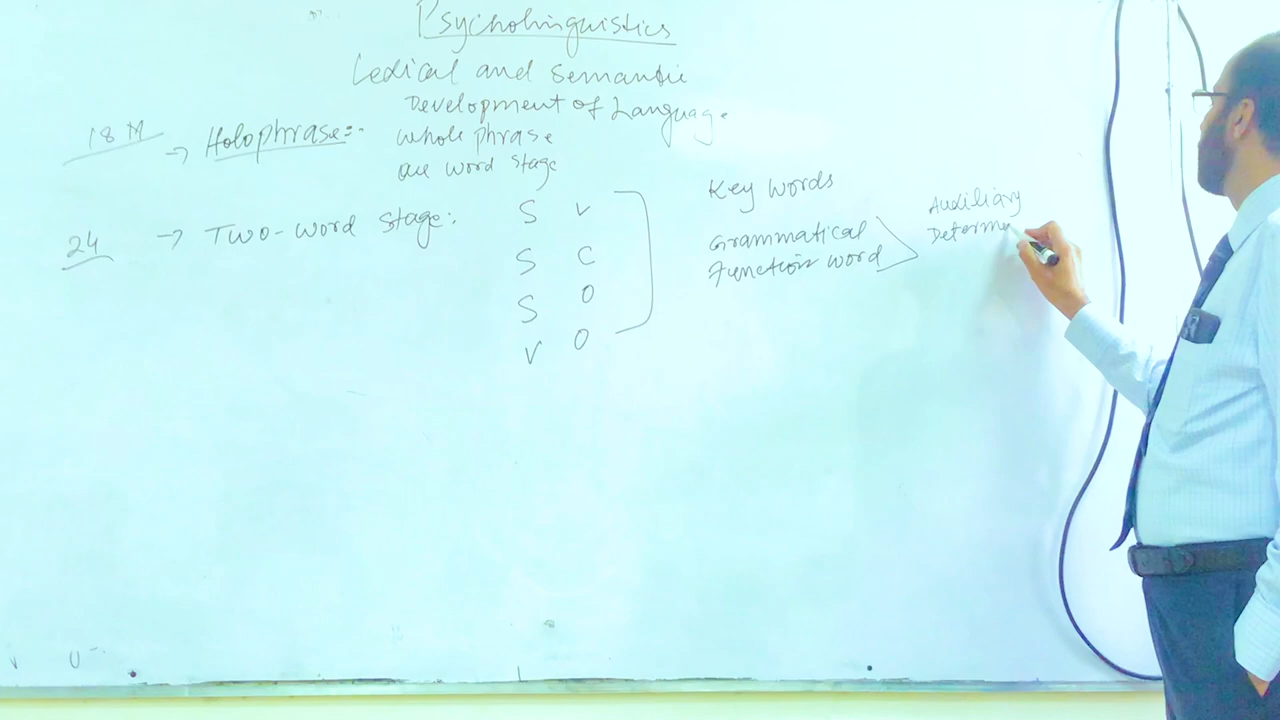 Psycholinguistics
Ledical and Semantic
Development of Language.
18 M → Holophrase:- whole phrase
one word stage
24 → Two-word stage:
S V
S C
S O
V O
Key words
Grammatical
Function word
Auxiliary
Determe